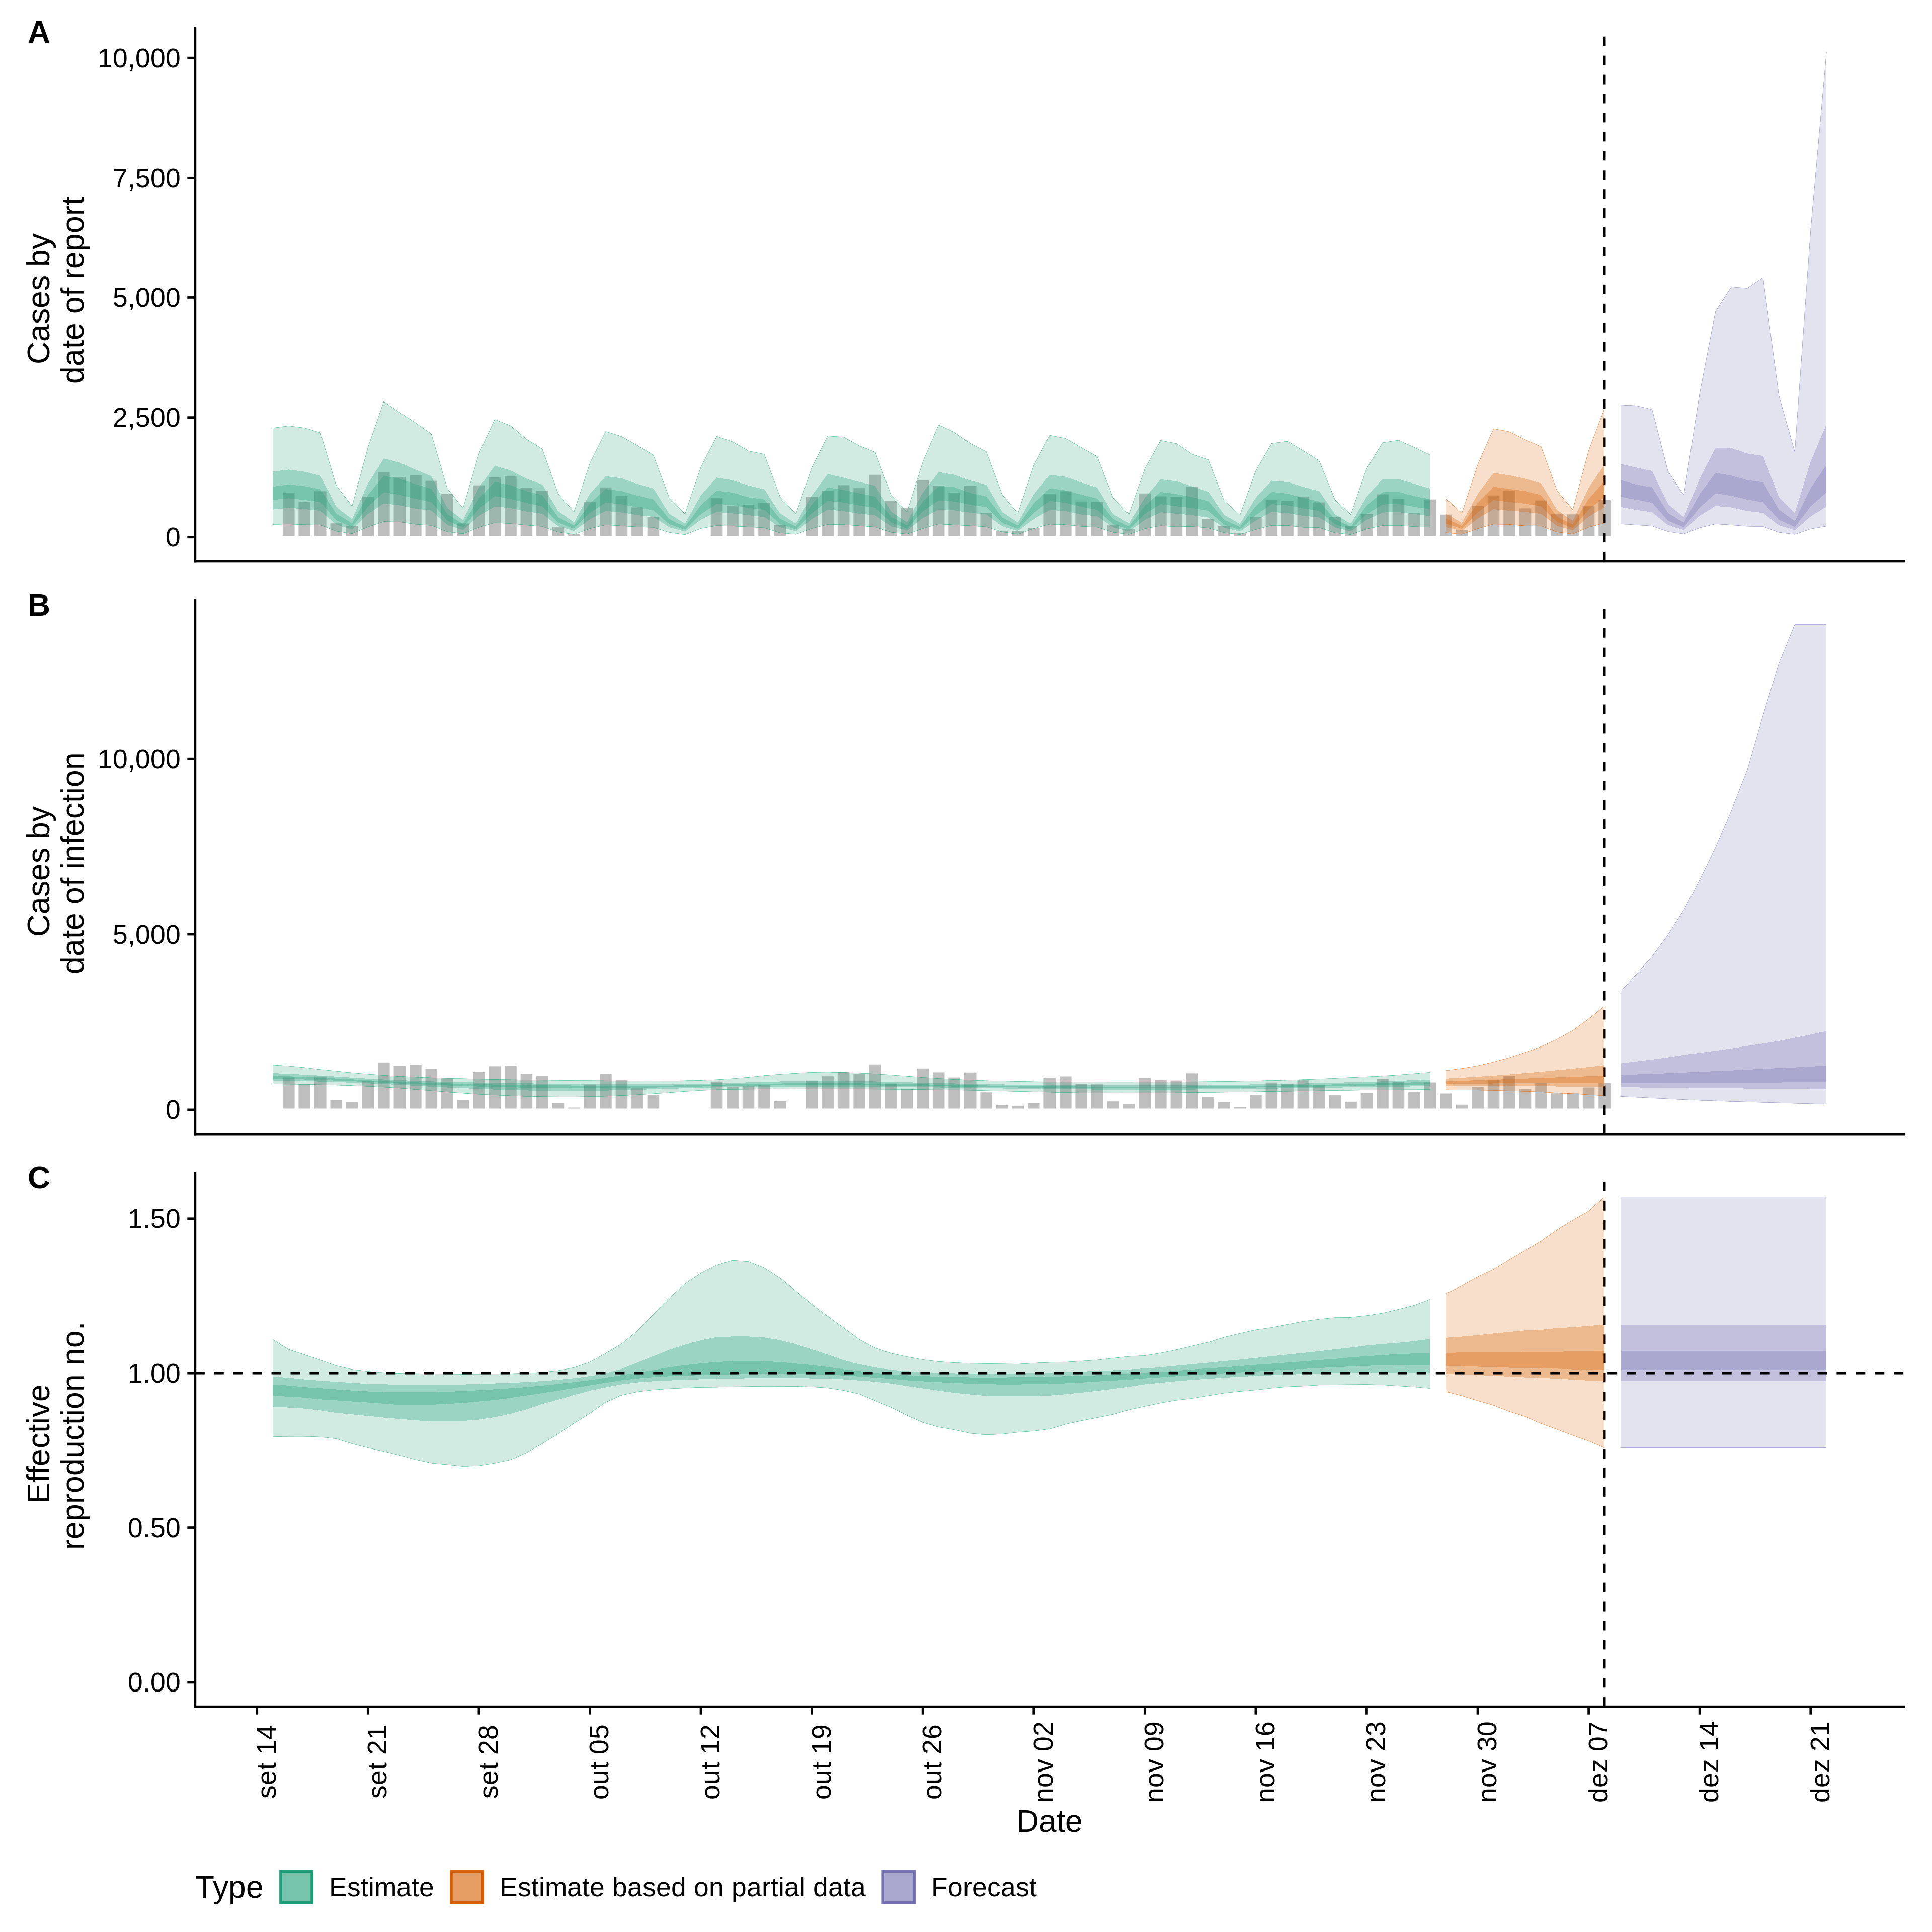 A
10,000
7,500
5,000
2,500
0
Cases by
date of report
B
10,000
5,000
0
Cases by
date of infection
C
1.50
1.00
0.50
0.00
Effective
reproduction no.
set 14
set 21
set 28
out 05
out 12
out 19
out 26
nov 02
nov 09
nov 16
nov 23
nov 30
dez 07
dez 14
dez 21
Date
Type Estimate Estimate based on partial data Forecast